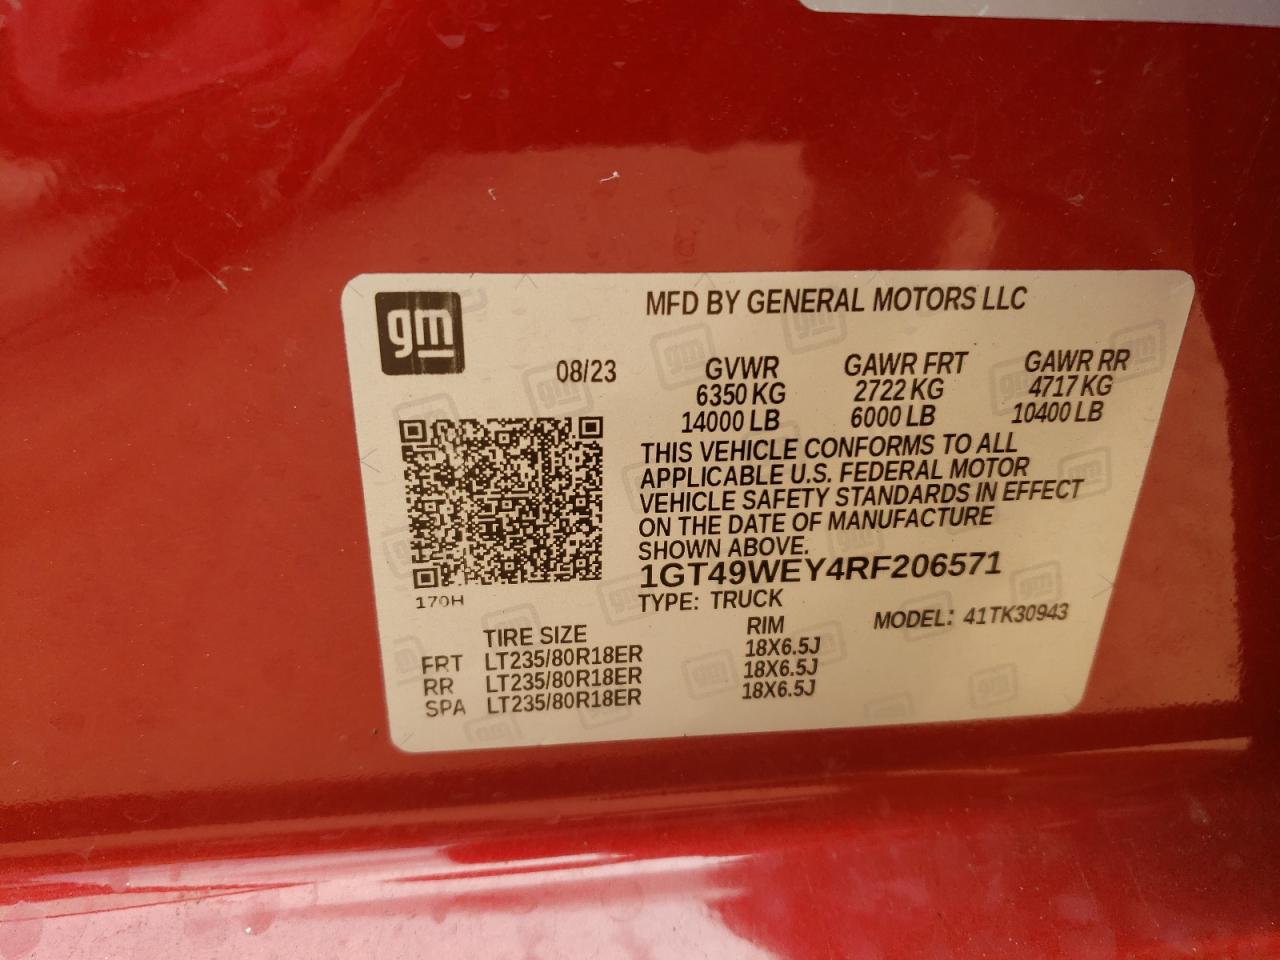 gm
MFD BY GENERAL MOTORS LLC
08/23 GVWR GAWR FRT GAWR RR
6350 KG 2722 KG 4717 KG
14000 LB 6000 LB 10400 LB
THIS VEHICLE CONFORMS TO ALL
APPLICABLE U.S. FEDERAL MOTOR
VEHICLE SAFETY STANDARDS IN EFFECT
ON THE DATE OF MANUFACTURE
SHOWN ABOVE.
1GT49WEY4RF206571
170H
TYPE: TRUCK
MODEL: 41TK30943
TIRE SIZE RIM
FRT LT235/80R18ER 18X6.5J
RR LT235/80R18ER 18X6.5J
SPA LT235/80R18ER 18X6.5J